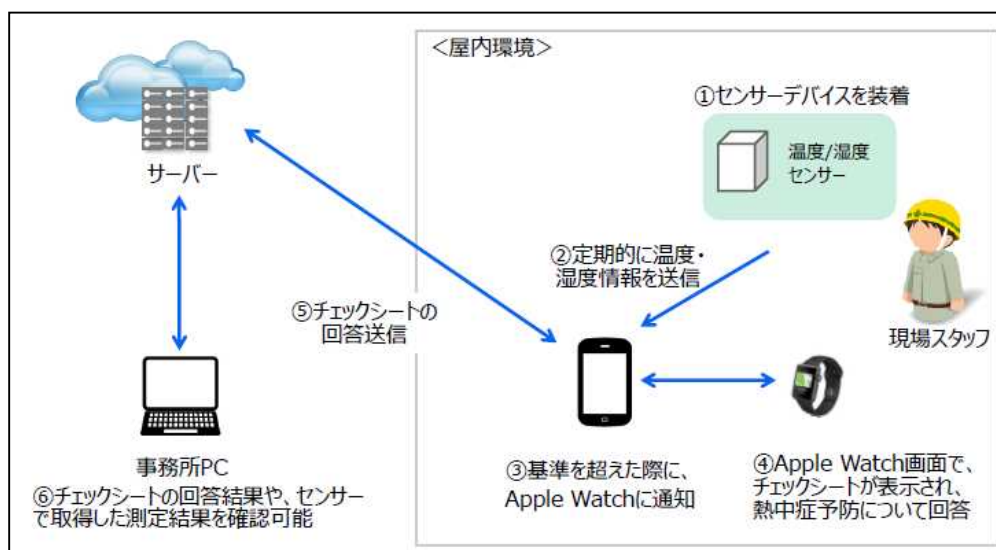 <屋内環境>
①センサーデバイスを装着
温度/湿度
センサー
サーバー
②定期的に温度・
湿度情報を送信
⑤チェックシートの
回答送信
現場スタッフ
事務所PC
⑥チェックシートの回答結果や、センサー
で取得した測定結果を確認可能
③基準を超えた際に、
Apple Watchに通知
④Apple Watch画面で、
チェックシートが表示され、
熱中症予防について回答